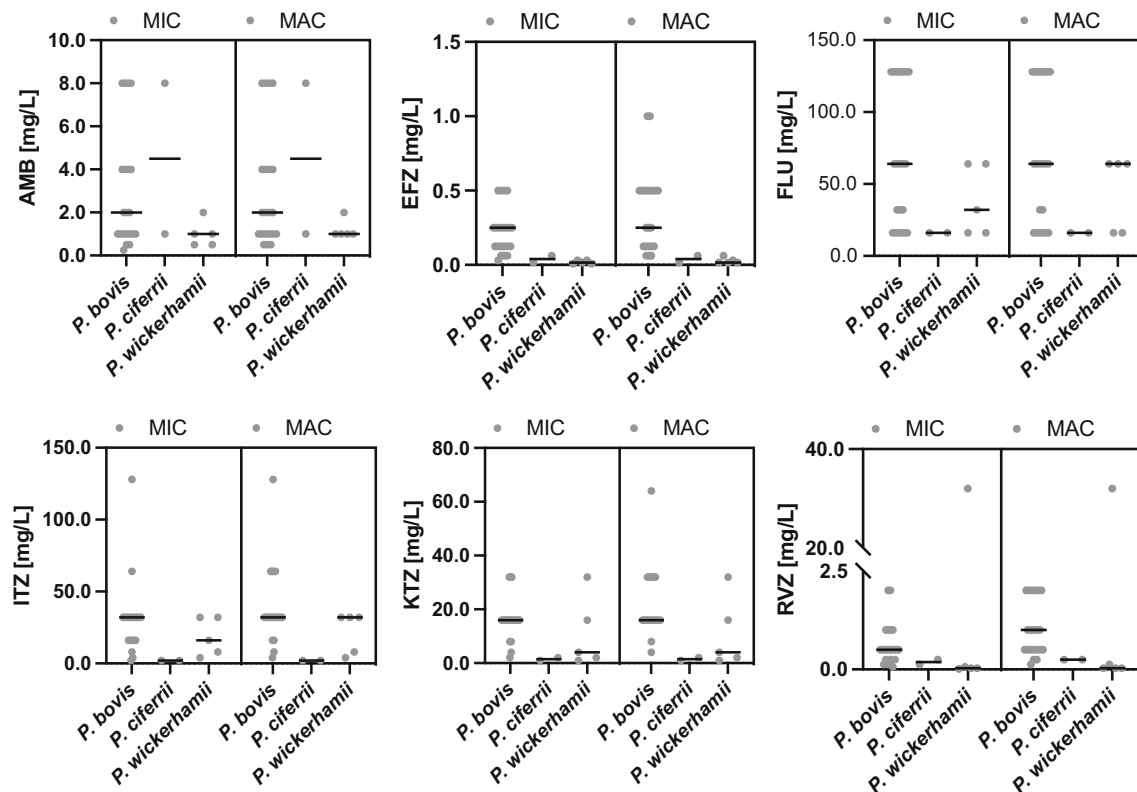 MIC MAC
10.0
8.0
6.0
4.0
2.0
0.0
AMB [mg/L]
P. bovis
P. ciferrii
P. wickerhamii
P. bovis
P. ciferrii
P. wickerhamii
MIC MAC
1.5
1.0
0.5
0.0
EFZ [mg/L]
P. bovis
P. ciferrii
P. wickerhamii
P. bovis
P. ciferrii
P. wickerhamii
MIC MAC
150.0
100.0
50.0
0.0
FLU [mg/L]
P. bovis
P. ciferrii
P. wickerhamii
P. bovis
P. ciferrii
P. wickerhamii
MIC MAC
150.0
100.0
50.0
0.0
ITZ [mg/L]
P. bovis
P. ciferrii
P. wickerhamii
P. bovis
P. ciferrii
P. wickerhamii
MIC MAC
80.0
60.0
40.0
20.0
0.0
KTZ [mg/L]
P. bovis
P. ciferrii
P. wickerhamii
P. bovis
P. ciferrii
P. wickerhamii
MIC MAC
40.0
20.0
2.5
0.0
RVZ [mg/L]
P. bovis
P. ciferrii
P. wickerhamii
P. bovis
P. ciferrii
P. wickerhamii